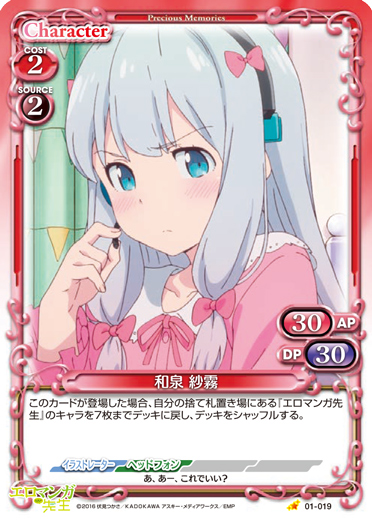 Precious Memories
Character
COST
2
SOURCE
2
30 AP
DP 30
和泉 紗霧
このカードが登場した場合、自分の捨て札置き場にある『エロマンガ先
生』のキャラを7枚までデッキに戻し、デッキをシャッフルする。
イラストレーター ヘッドフォン
あ、あー、これでいい?
エロマンガ
先生
©2016 伏見つかさ/KADOKAWA アスキー・メディアワークス/EMP
01-019